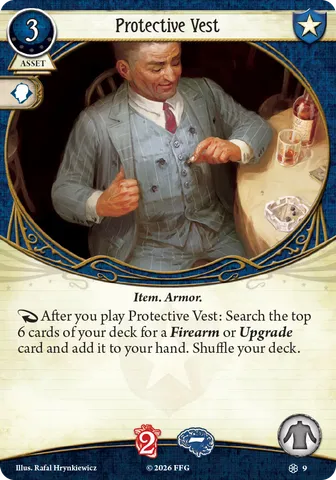 3
Protective Vest
ASSET
Item. Armor.
After you play Protective Vest: Search the top
6 cards of your deck for a Firearm or Upgrade
card and add it to your hand. Shuffle your deck.
2
–
Illus. Rafal Hrynkiewicz
©2026 FFG
9